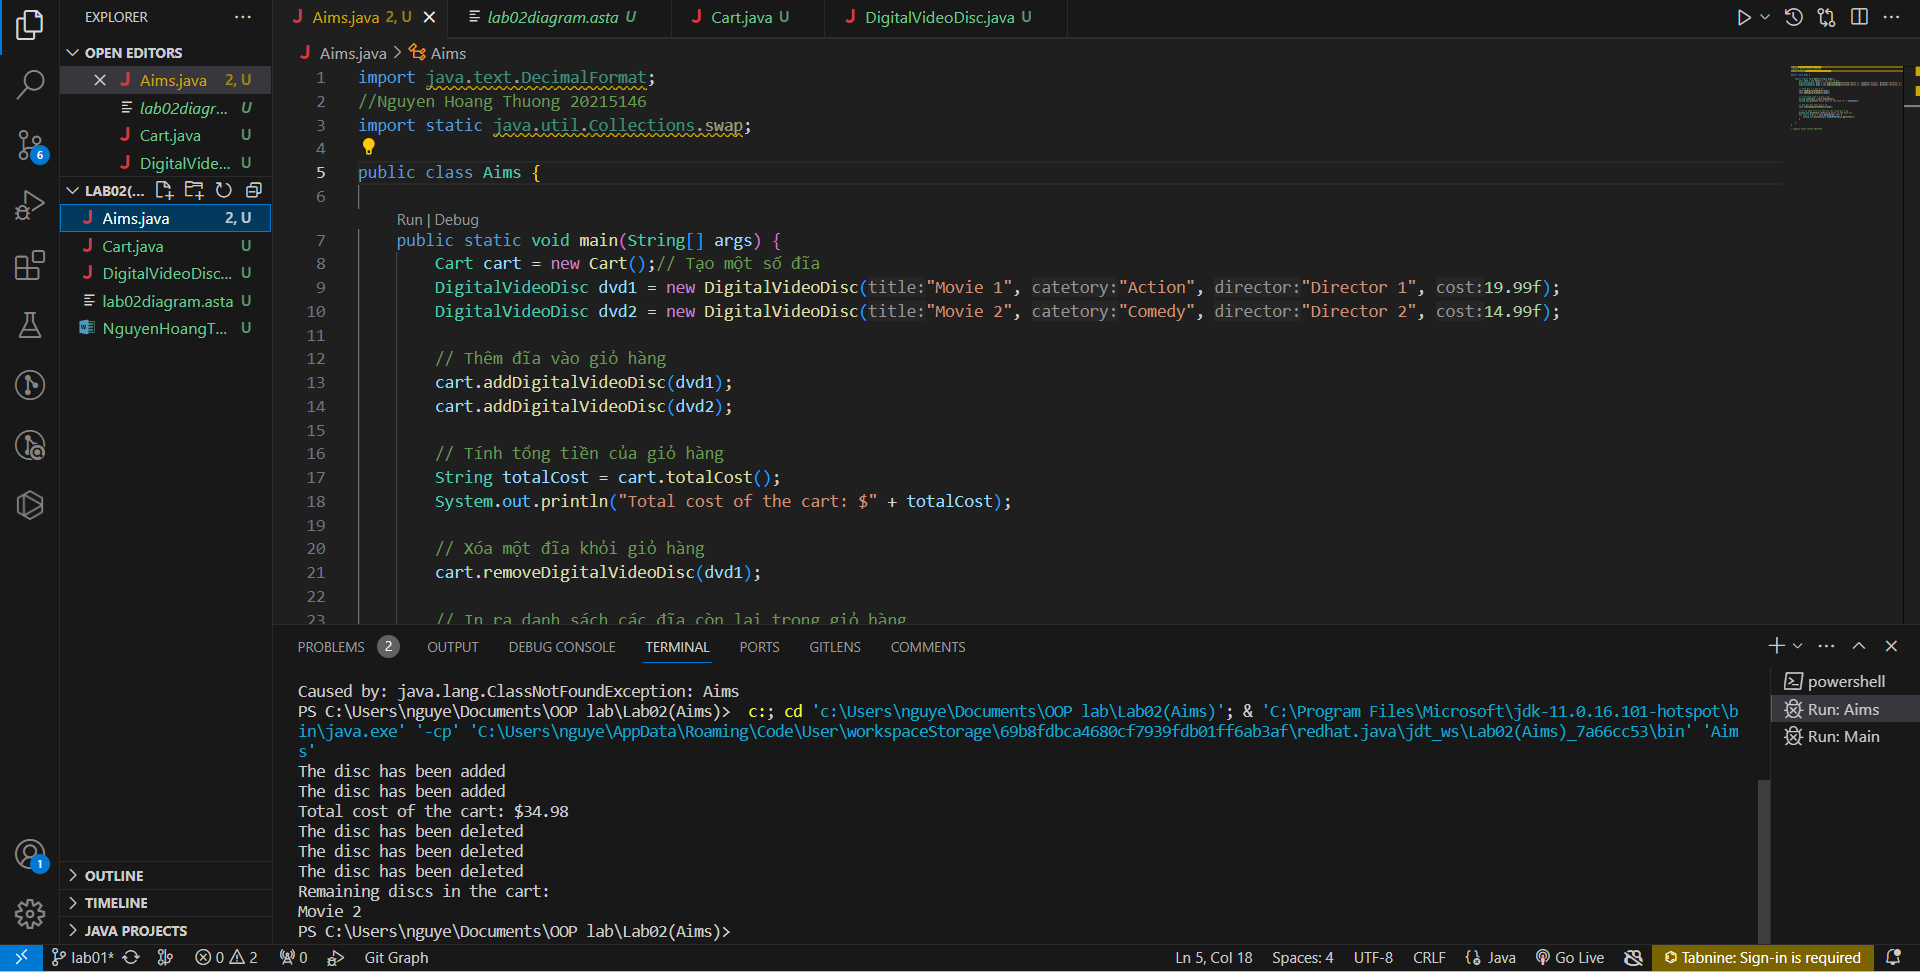 EXPLORER
OPEN EDITORS
Aims.java 2, U
lab02diagr... U
Cart.java U
DigitalVide... U
LAB02(...
Aims.java 2, U
Cart.java U
DigitalVideoDisc... U
lab02diagram.asta U
NguyenHoangT... U
OUTLINE
TIMELINE
JAVA PROJECTS
6
1
Aims.java 2, U lab02diagram.asta U Cart.java U DigitalVideoDisc.java U
Aims.java > Aims
1 import java.text.DecimalFormat;
2 //Nguyen Hoang Thuong 20215146
3 import static java.util.Collections.swap;
4
5 public class Aims {
6
Run | Debug
7 public static void main(String[] args) {
8 Cart cart = new Cart();// Tạo một số đĩa
9 DigitalVideoDisc dvd1 = new DigitalVideoDisc(title:"Movie 1", catetory:"Action", director:"Director 1", cost:19.99f);
10 DigitalVideoDisc dvd2 = new DigitalVideoDisc(title:"Movie 2", catetory:"Comedy", director:"Director 2", cost:14.99f);
11
12 // Thêm đĩa vào giỏ hàng
13 cart.addDigitalVideoDisc(dvd1);
14 cart.addDigitalVideoDisc(dvd2);
15
16 // Tính tổng tiền của giỏ hàng
17 String totalCost = cart.totalCost();
18 System.out.println("Total cost of the cart: $" + totalCost);
19
20 // Xóa một đĩa khỏi giỏ hàng
21 cart.removeDigitalVideoDisc(dvd1);
22
23 // In ra danh sách các đĩa còn lại trong giỏ hàng
PROBLEMS 2 OUTPUT DEBUG CONSOLE TERMINAL PORTS GITLENS COMMENTS
Caused by: java.lang.ClassNotFoundException: Aims
PS C:\Users\nguye\Documents\OOP lab\Lab02(Aims)> c:; cd 'c:\Users\nguye\Documents\OOP lab\Lab02(Aims)'; & 'C:\Program Files\Microsoft\jdk-11.0.16.101-hotspot\b
in\java.exe' '-cp' 'C:\Users\nguye\AppData\Roaming\Code\User\workspaceStorage\69b8fdbca4680cf7939fdb01ff6ab3af\redhat.java\jdt_ws\Lab02(Aims)_7a66cc53\bin' 'Aim
s'
The disc has been added
The disc has been added
Total cost of the cart: $34.98
The disc has been deleted
The disc has been deleted
The disc has been deleted
Remaining discs in the cart:
Movie 2
PS C:\Users\nguye\Documents\OOP lab\Lab02(Aims)>
powershell
Run: Aims
Run: Main
lab01* 0 2 0 Git Graph Ln 5, Col 18 Spaces: 4 UTF-8 CRLF Java Go Live Tabnine: Sign-in is required